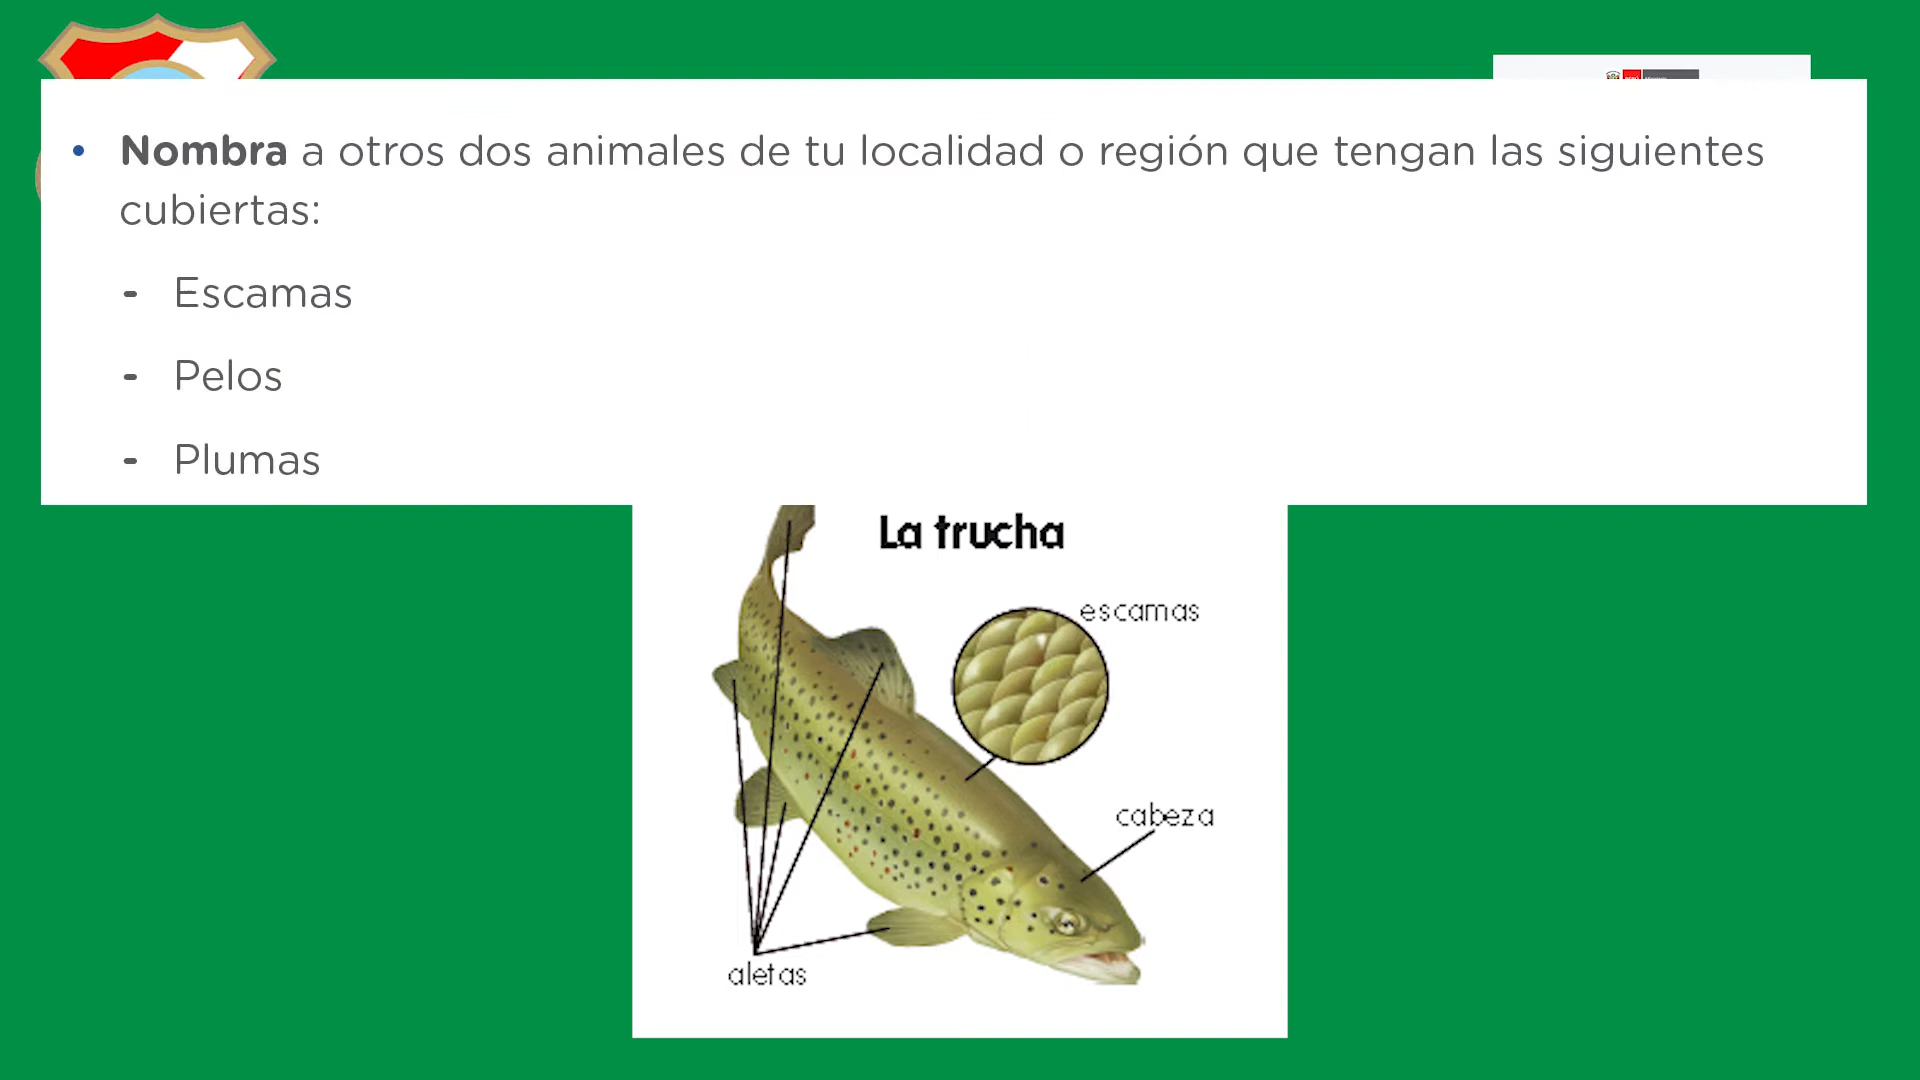 • Nombra a otros dos animales de tu localidad o región que tengan las siguientes
cubiertas:
- Escamas
- Pelos
- Plumas
La trucha
escamas
cabeza
aletas